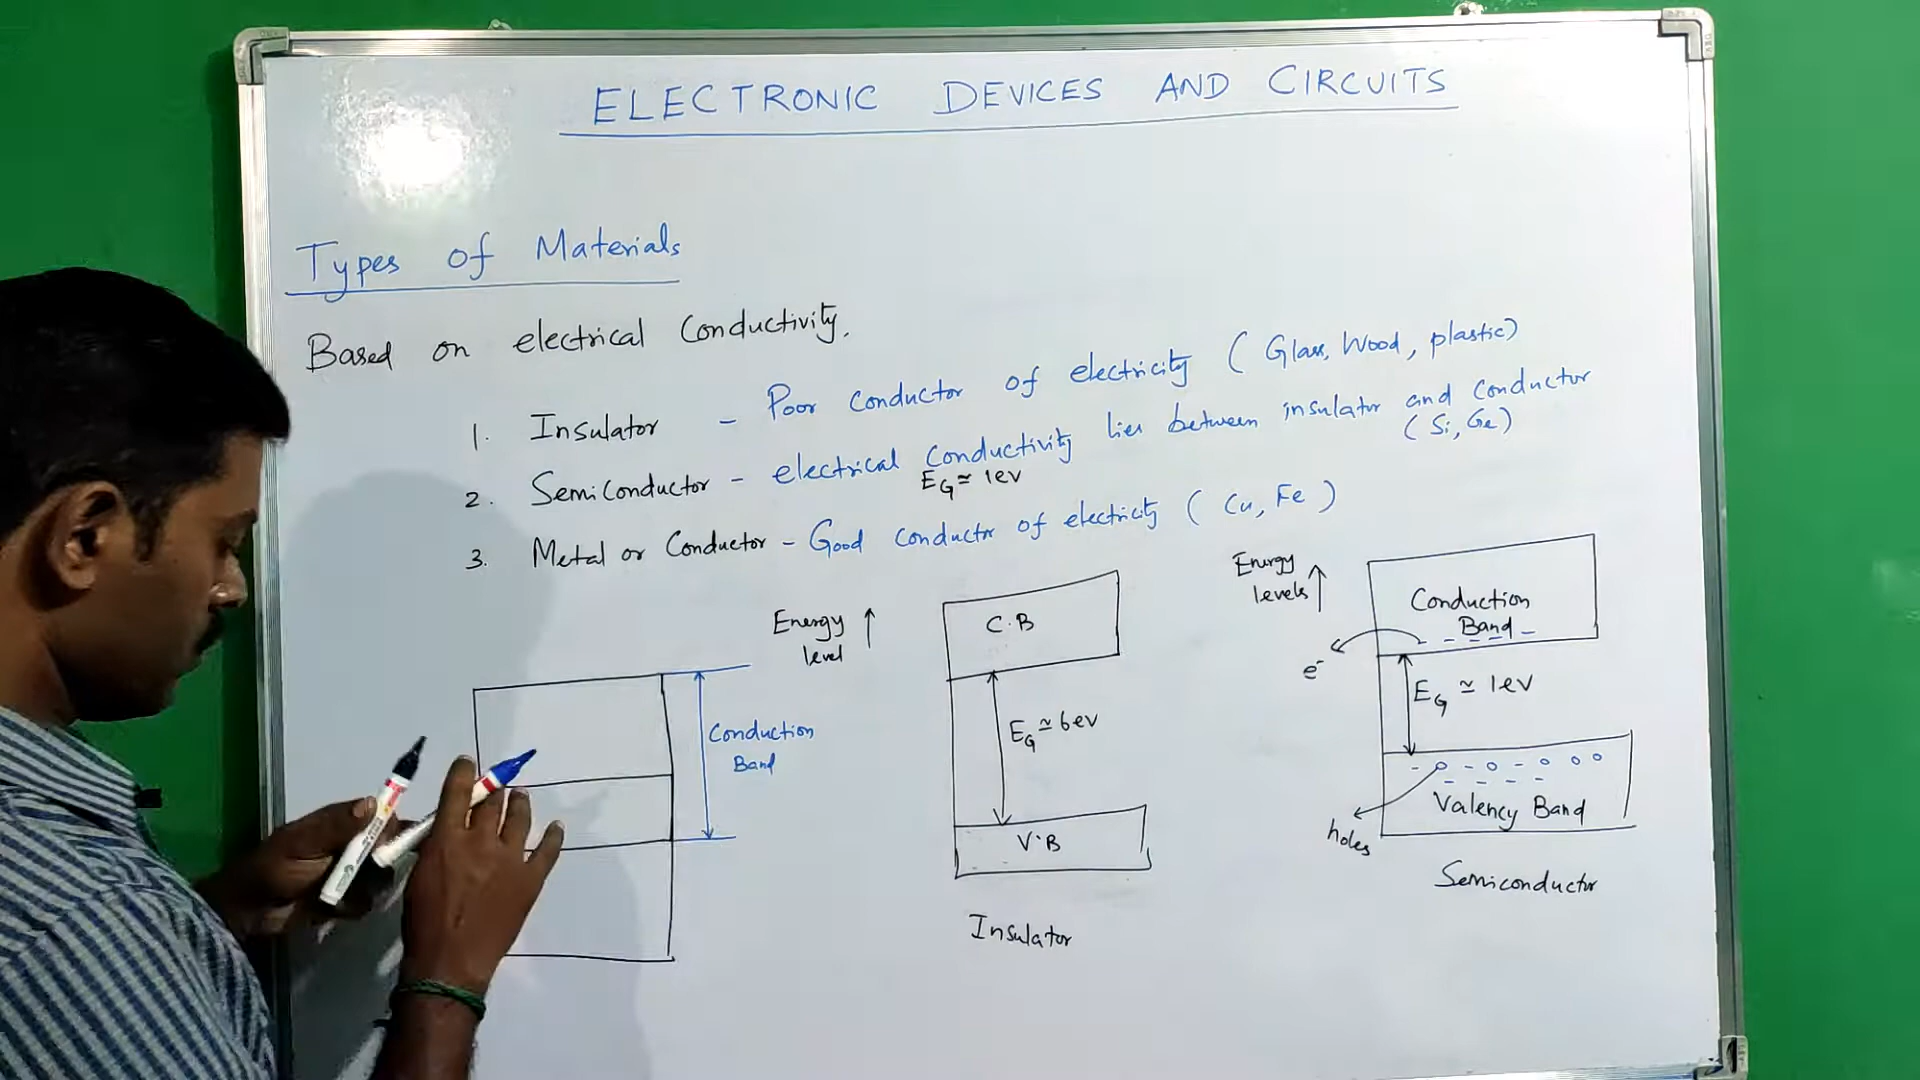 ELECTRONIC DEVICES AND CIRCUITS
Types of Materials
Based on electrical Conductivity.
1. Insulator - Poor conductor of electricity (Glass, Wood, plastic)
2. Semiconductor - electrical conductivity lies between insulator and conductor
(Si, Ge)
EG ≃ 1ev
3. Metal or Conductor - Good conductor of electricity (Cu, Fe)
Energy
level
Conduction
Band
C.B
EG ≃ 6ev
V.B
Insulator
Energy
levels
Conduction
Band
e-
EG ≃ 1ev
Valency Band
holes
Semiconductor